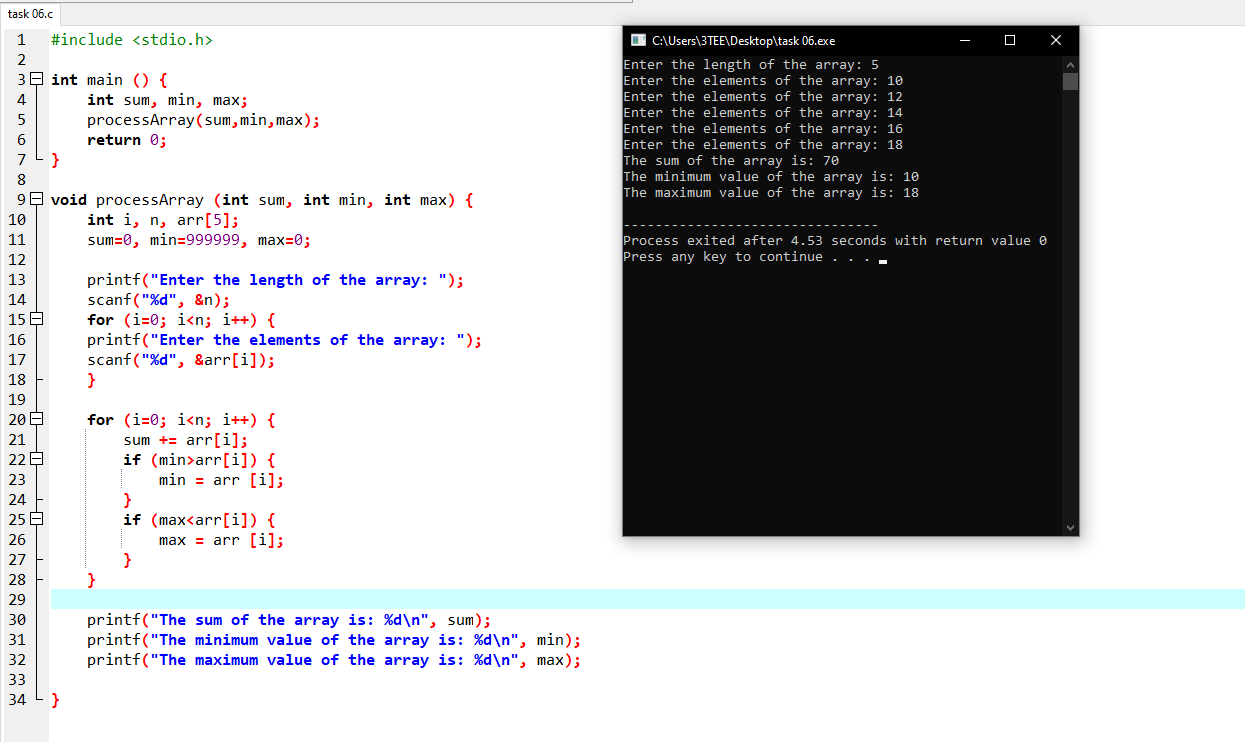 task 06.c
1 #include <stdio.h>
2
3 int main () {
4     int sum, min, max;
5     processArray(sum,min,max);
6     return 0;
7 }
8
9 void processArray (int sum, int min, int max) {
10     int i, n, arr[5];
11     sum=0, min=999999, max=0;
12
13     printf("Enter the length of the array: ");
14     scanf("%d", &n);
15     for (i=0; i<n; i++) {
16     printf("Enter the elements of the array: ");
17     scanf("%d", &arr[i]);
18     }
19
20     for (i=0; i<n; i++) {
21         sum += arr[i];
22         if (min>arr[i]) {
23             min = arr [i];
24         }
25         if (max<arr[i]) {
26             max = arr [i];
27         }
28     }
29
30     printf("The sum of the array is: %d\n", sum);
31     printf("The minimum value of the array is: %d\n", min);
32     printf("The maximum value of the array is: %d\n", max);
33
34 }
C:\Users\3TEE\Desktop\task 06.exe
Enter the length of the array: 5
Enter the elements of the array: 10
Enter the elements of the array: 12
Enter the elements of the array: 14
Enter the elements of the array: 16
Enter the elements of the array: 18
The sum of the array is: 70
The minimum value of the array is: 10
The maximum value of the array is: 18
--------------------------------
Process exited after 4.53 seconds with return value 0
Press any key to continue . . .